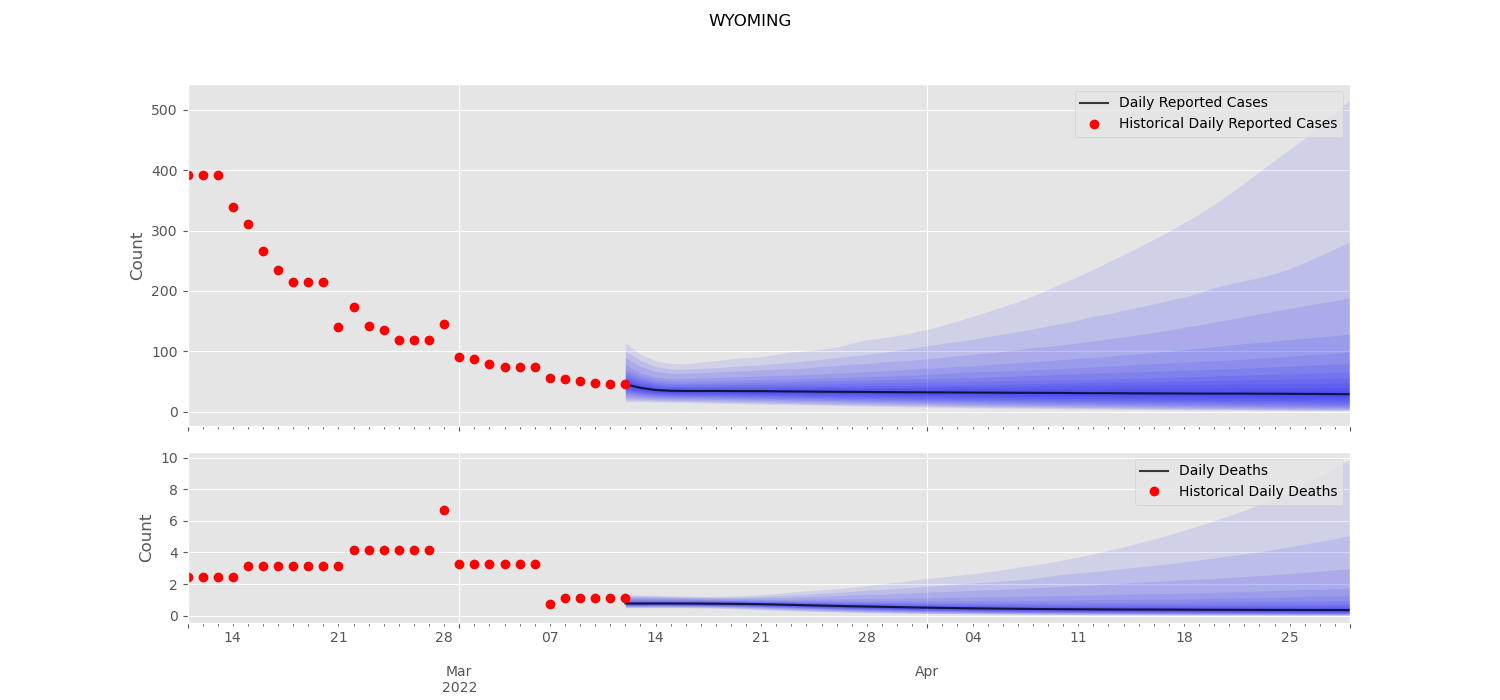 WYOMING
500
400
300
200
100
0
Count
Daily Reported Cases
Historical Daily Reported Cases
10
8
6
4
2
0
Count
Daily Deaths
Historical Daily Deaths
14 21 28 07 14 21 28 04 11 18 25
Mar Apr
2022